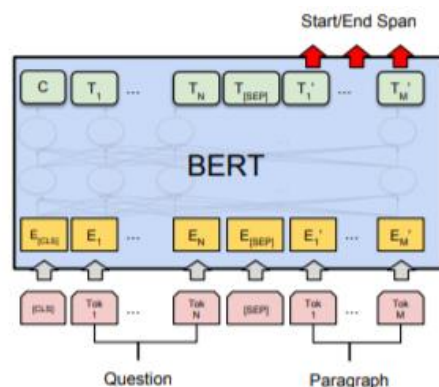 Start/End Span
C T1 ... TN T[SEP] T1' ... TM'
BERT
E[CLS] E1 ... EN E[SEP] E1' ... EM'
[CLS] Tok 1 ... Tok N [SEP] Tok 1 ... Tok M
Question Paragraph